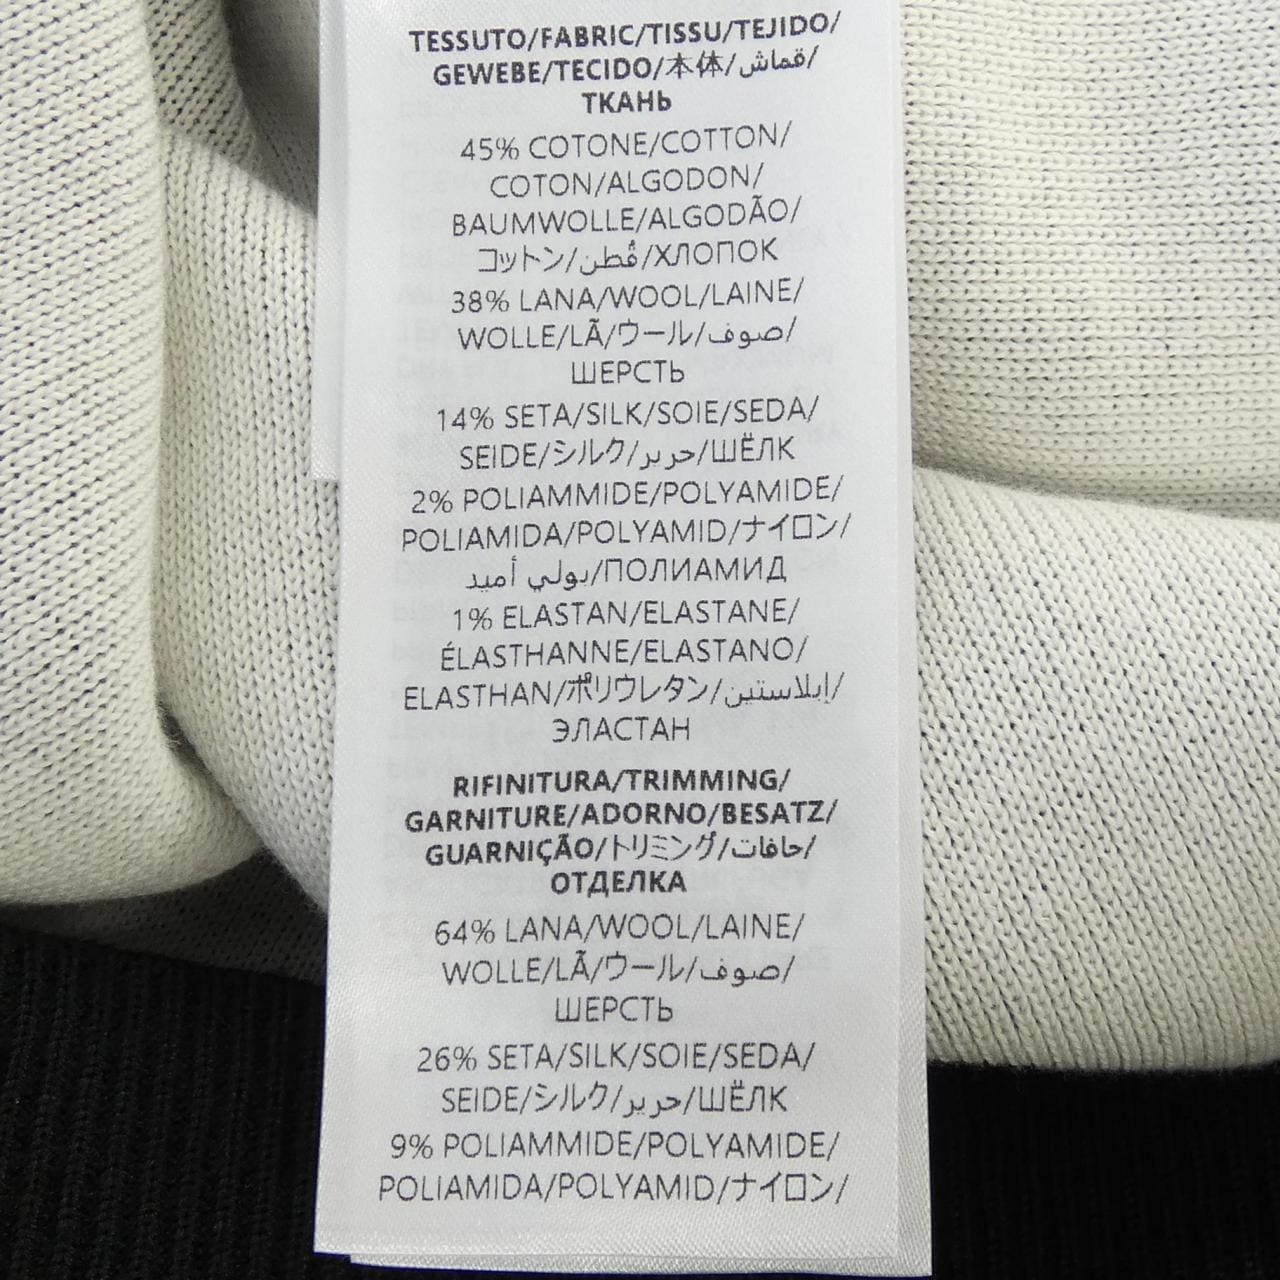 TESSUTO/FABRIC/TISSU/TEJIDO/
GEWEBE/TECIDO/本体/قماش/
ТКАНЬ
45% COTONE/COTTON/
COTON/ALGODON/
BAUMWOLLE/ALGODÃO/
コットン/قُطن/ХЛОПОК
38% LANA/WOOL/LAINE/
WOLLE/LÃ/ウール/صوف/
ШЕРСТЬ
14% SETA/SILK/SOIE/SEDA/
SEIDE/シルク/حرير/ШЁЛК
2% POLIAMMIDE/POLYAMIDE/
POLIAMIDA/POLYAMID/ナイロン/
بولي أميد/ПОЛИАМИД
1% ELASTAN/ELASTANE/
ÉLASTHANNE/ELASTANO/
ELASTHAN/ポリウレタン/إيلاستين/
ЭЛАСТАН
RIFINITURA/TRIMMING/
GARNITURE/ADORNO/BESATZ/
GUARNIÇÃO/トリミング/حافات/
ОТДЕЛКА
64% LANA/WOOL/LAINE/
WOLLE/LÃ/ウール/صوف/
ШЕРСТЬ
26% SETA/SILK/SOIE/SEDA/
SEIDE/シルク/حرير/ШЁЛК
9% POLIAMMIDE/POLYAMIDE/
POLIAMIDA/POLYAMID/ナイロン/